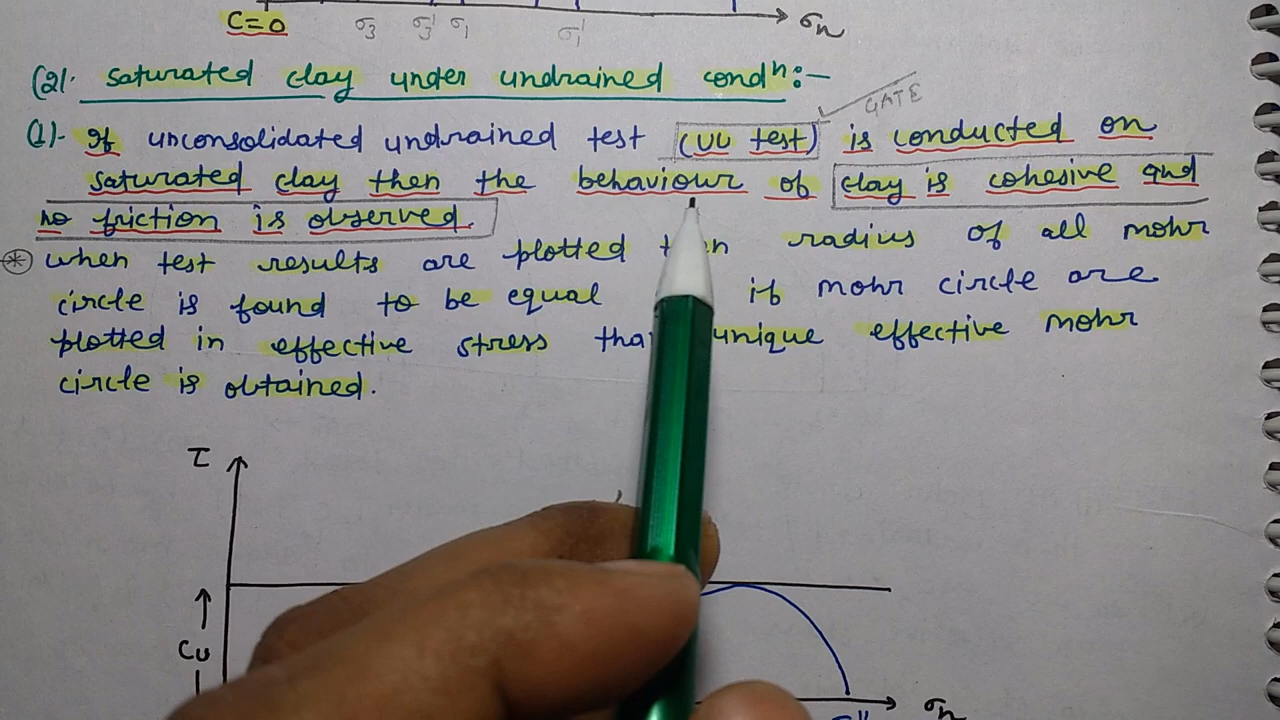 C=0 σ3 σ3' σ1 σ1' σn
(2). saturated clay under undrained condⁿ:-
GATE
(1)- If unconsolidated undrained test (UU test) is conducted on
saturated clay then the behaviour of clay is cohesive and
no friction is observed.
* when test results are plotted radius of all mohr
circle is found to be equal if mohr circle are
plotted in effective stress unique effective mohr
circle is obtained.
τ
Cu
σn